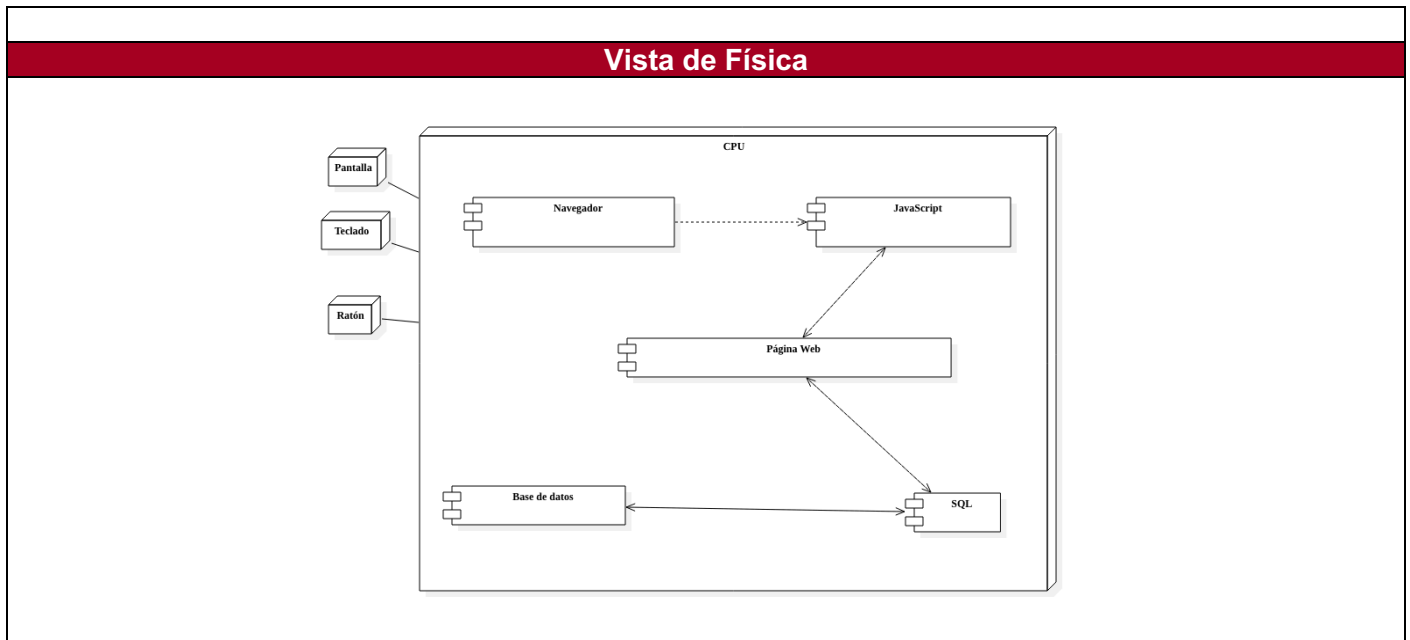 Vista de Física
CPU
Pantalla
Navegador
JavaScript
Teclado
Ratón
Página Web
Base de datos
SQL